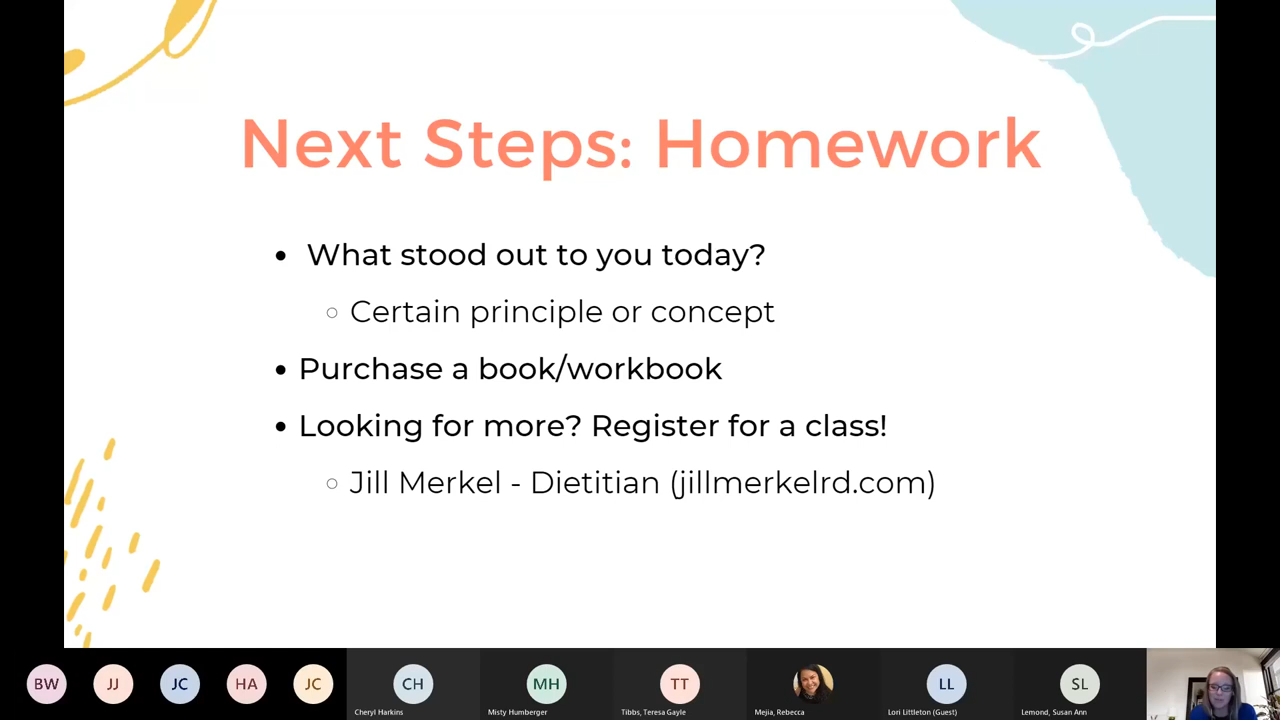 Next Steps: Homework
What stood out to you today?
Certain principle or concept
Purchase a book/workbook
Looking for more? Register for a class!
Jill Merkel - Dietitian (jillmerkelrd.com)
BW
JJ
JC
HA
JC
CH
MH
TT
LL
SL
Cheryl Harkins
Misty Humberger
Tibbs, Teresa Gayle
Mejia, Rebecca
Lori Littleton (Guest)
Lemond, Susan Ann